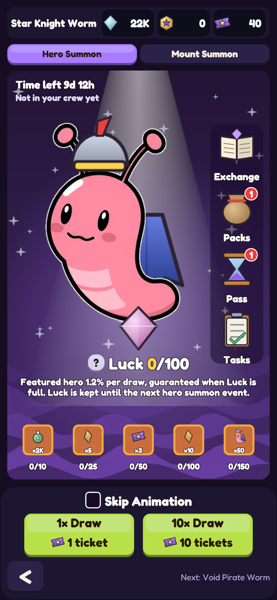 Star Knight Worm 22K 0 40
Hero Summon Mount Summon
Time left 9d 12h
Not in your crew yet
Exchange
1
Packs
1
Pass
Tasks
? Luck 0/100
Featured hero 1.2% per draw, guaranteed when Luck is
full. Luck is kept until the next hero summon event.
x2K x5 x3 x10 x50
0/10 0/25 0/50 0/100 0/150
Skip Animation
1x Draw 10x Draw
1 ticket 10 tickets
Next: Void Pirate Worm